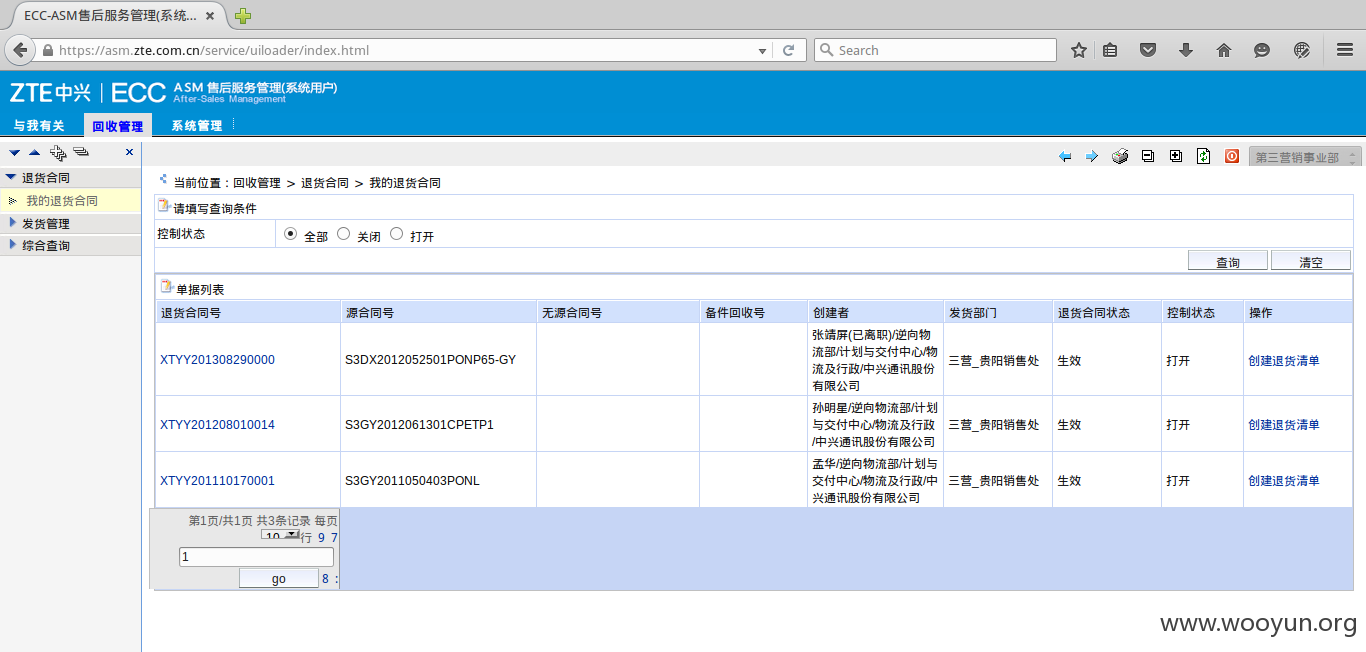 ECC-ASM售后服务管理(系统...
https://asm.zte.com.cn/service/uiloader/index.html
Search
ZTE中兴 | ECC ASM 售后服务管理(系统用户)
After-Sales Management
与我有关 回收管理 系统管理
第三营销事业部
退货合同
我的退货合同
发货管理
综合查询
当前位置：回收管理 > 退货合同 > 我的退货合同
请填写查询条件
控制状态 全部 关闭 打开
查询 清空
单据列表
退货合同号 源合同号 无源合同号 备件回收号 创建者 发货部门 退货合同状态 控制状态 操作
张靖屏(已离职)/逆向物
流部/计划与交付中心/物
XTYY201308290000 S3DX2012052501PONP65-GY 三营_贵阳销售处 生效 打开 创建退货清单
流及行政/中兴通讯股份
有限公司
孙明星/逆向物流部/计划
XTYY201208010014 S3GY2012061301CPETP1 与交付中心/物流及行政 三营_贵阳销售处 生效 打开 创建退货清单
/中兴通讯股份有限公司
孟华/逆向物流部/计划与
XTYY201110170001 S3GY2011050403PONL 交付中心/物流及行政/中 三营_贵阳销售处 生效 打开 创建退货清单
兴通讯股份有限公司
第1页/共1页 共3条记录 每页
10 行 9 7
1
go 8 :
www.wooyun.org